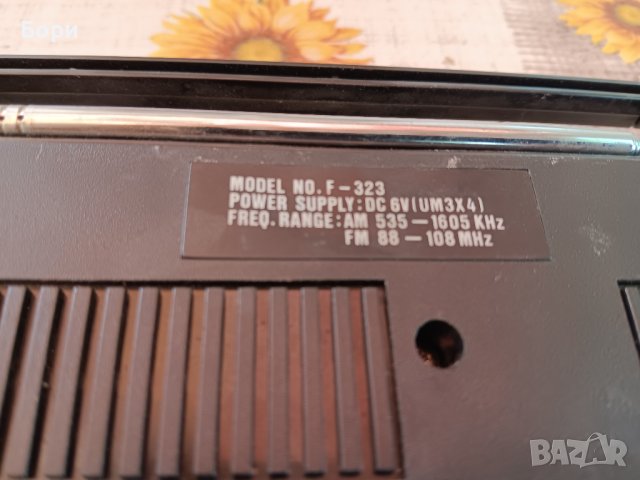 Бори
MODEL NO. F-323
POWER SUPPLY: DC 6V (UM3X4)
FREQ. RANGE: AM 535-1605 KHz
FM 88-108 MHz
BAZAR